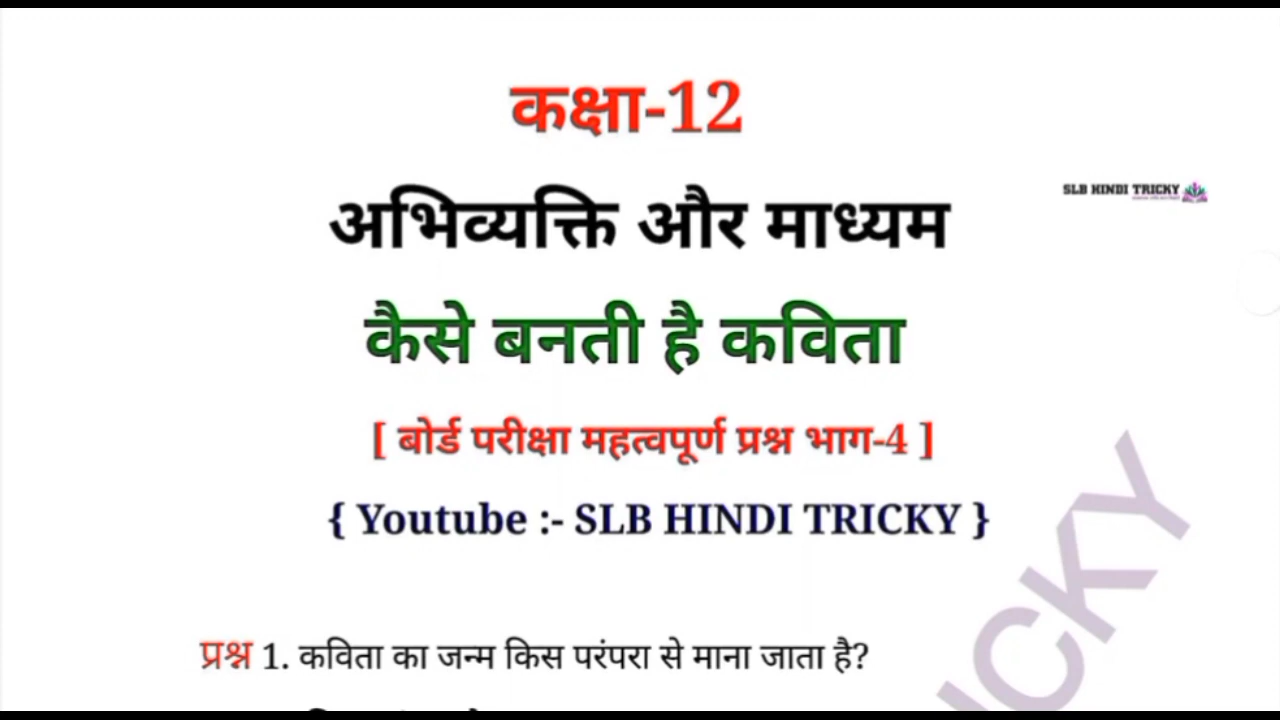 कक्षा-12
SLB HINDI TRICKY
अभिव्यक्ति और माध्यम
कैसे बनती है कविता
[ बोर्ड परीक्षा महत्वपूर्ण प्रश्न भाग-4 ]
{ Youtube :- SLB HINDI TRICKY }
प्रश्न 1. कविता का जन्म किस परंपरा से माना जाता है?